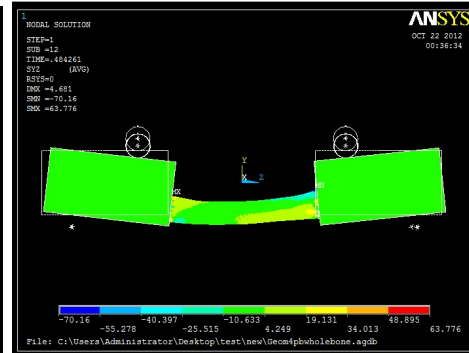 1
NODAL SOLUTION
STEP=1
SUB =12
TIME=.484261
SYZ (AVG)
RSYS=0
DMX =4.681
SMN =-70.16
SMX =63.776
ANSYS
OCT 22 2012
00:36:34
Y
X Z
MX
-70.16 -40.397 -10.633 19.131 48.895
-55.278 -25.515 4.249 34.013 63.776
File: C:\Users\Administrator\Desktop\test\new\Geom4pbwholebone.agdb